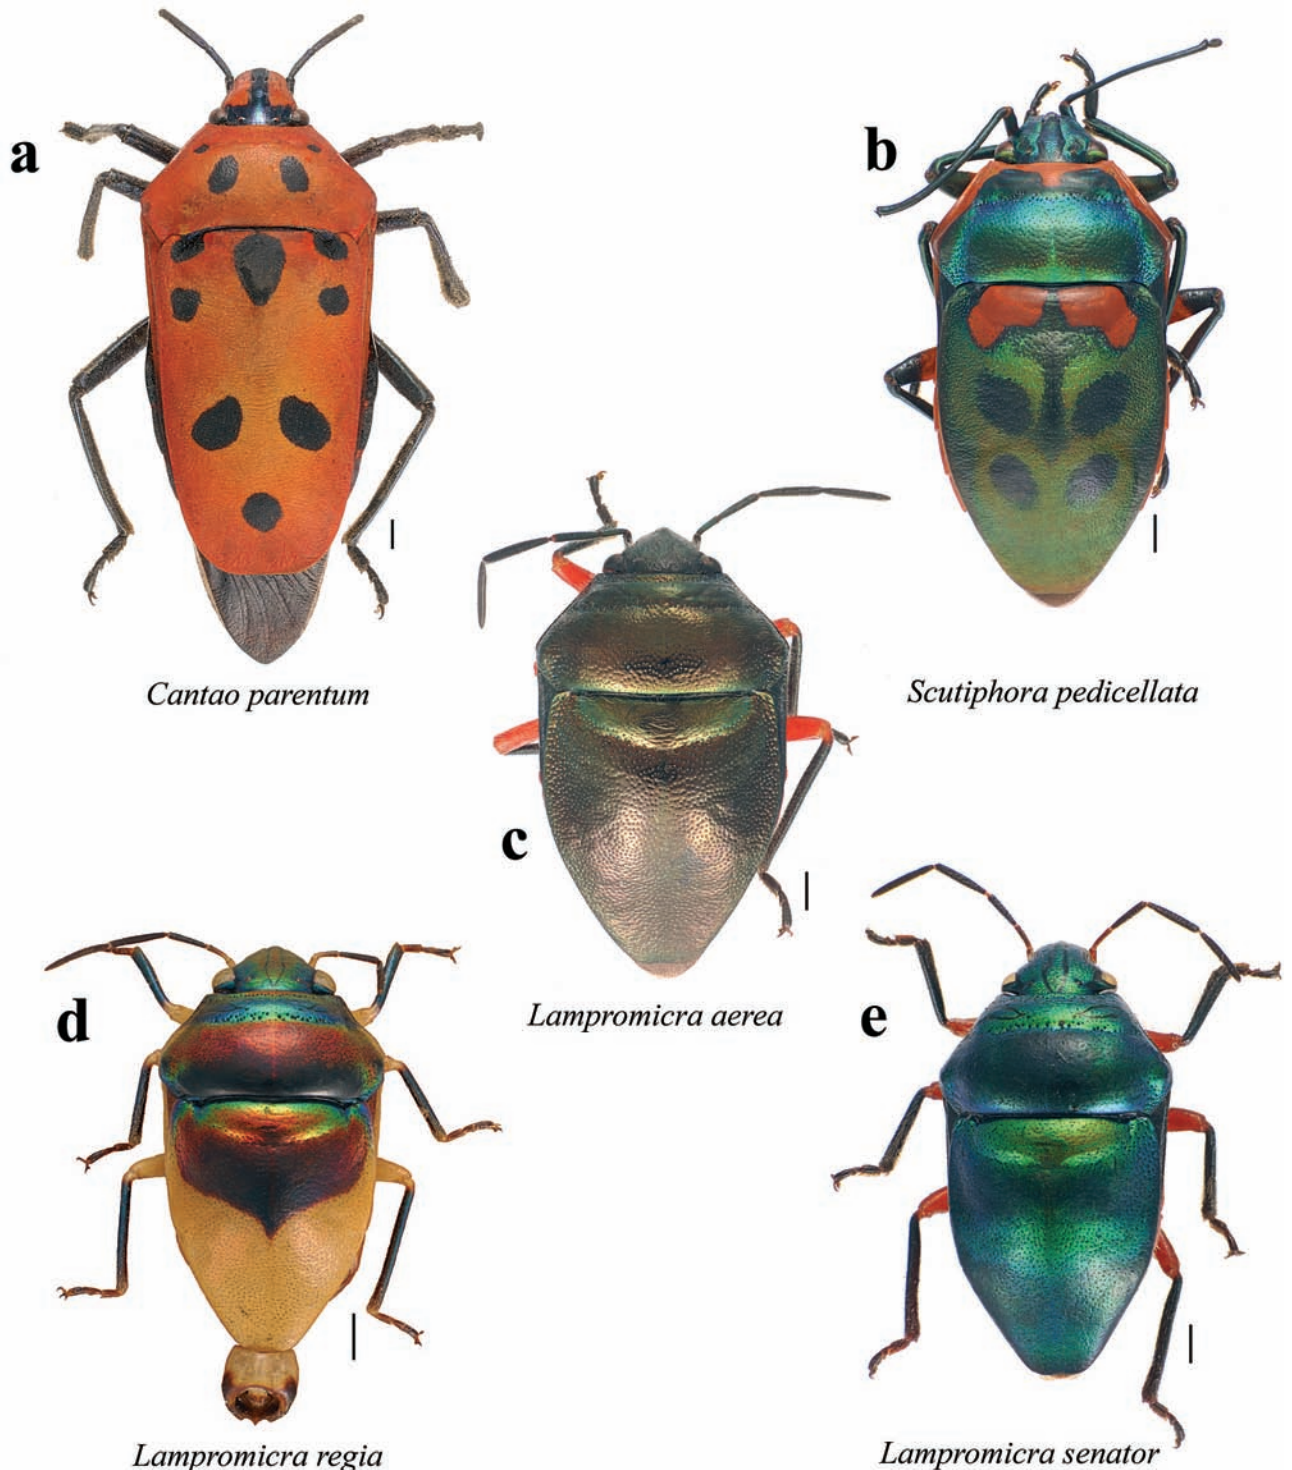 a
Cantao parentum
b
Scutiphora pedicellata
c
Lampromicra aerea
d
Lampromicra regia
e
Lampromicra senator